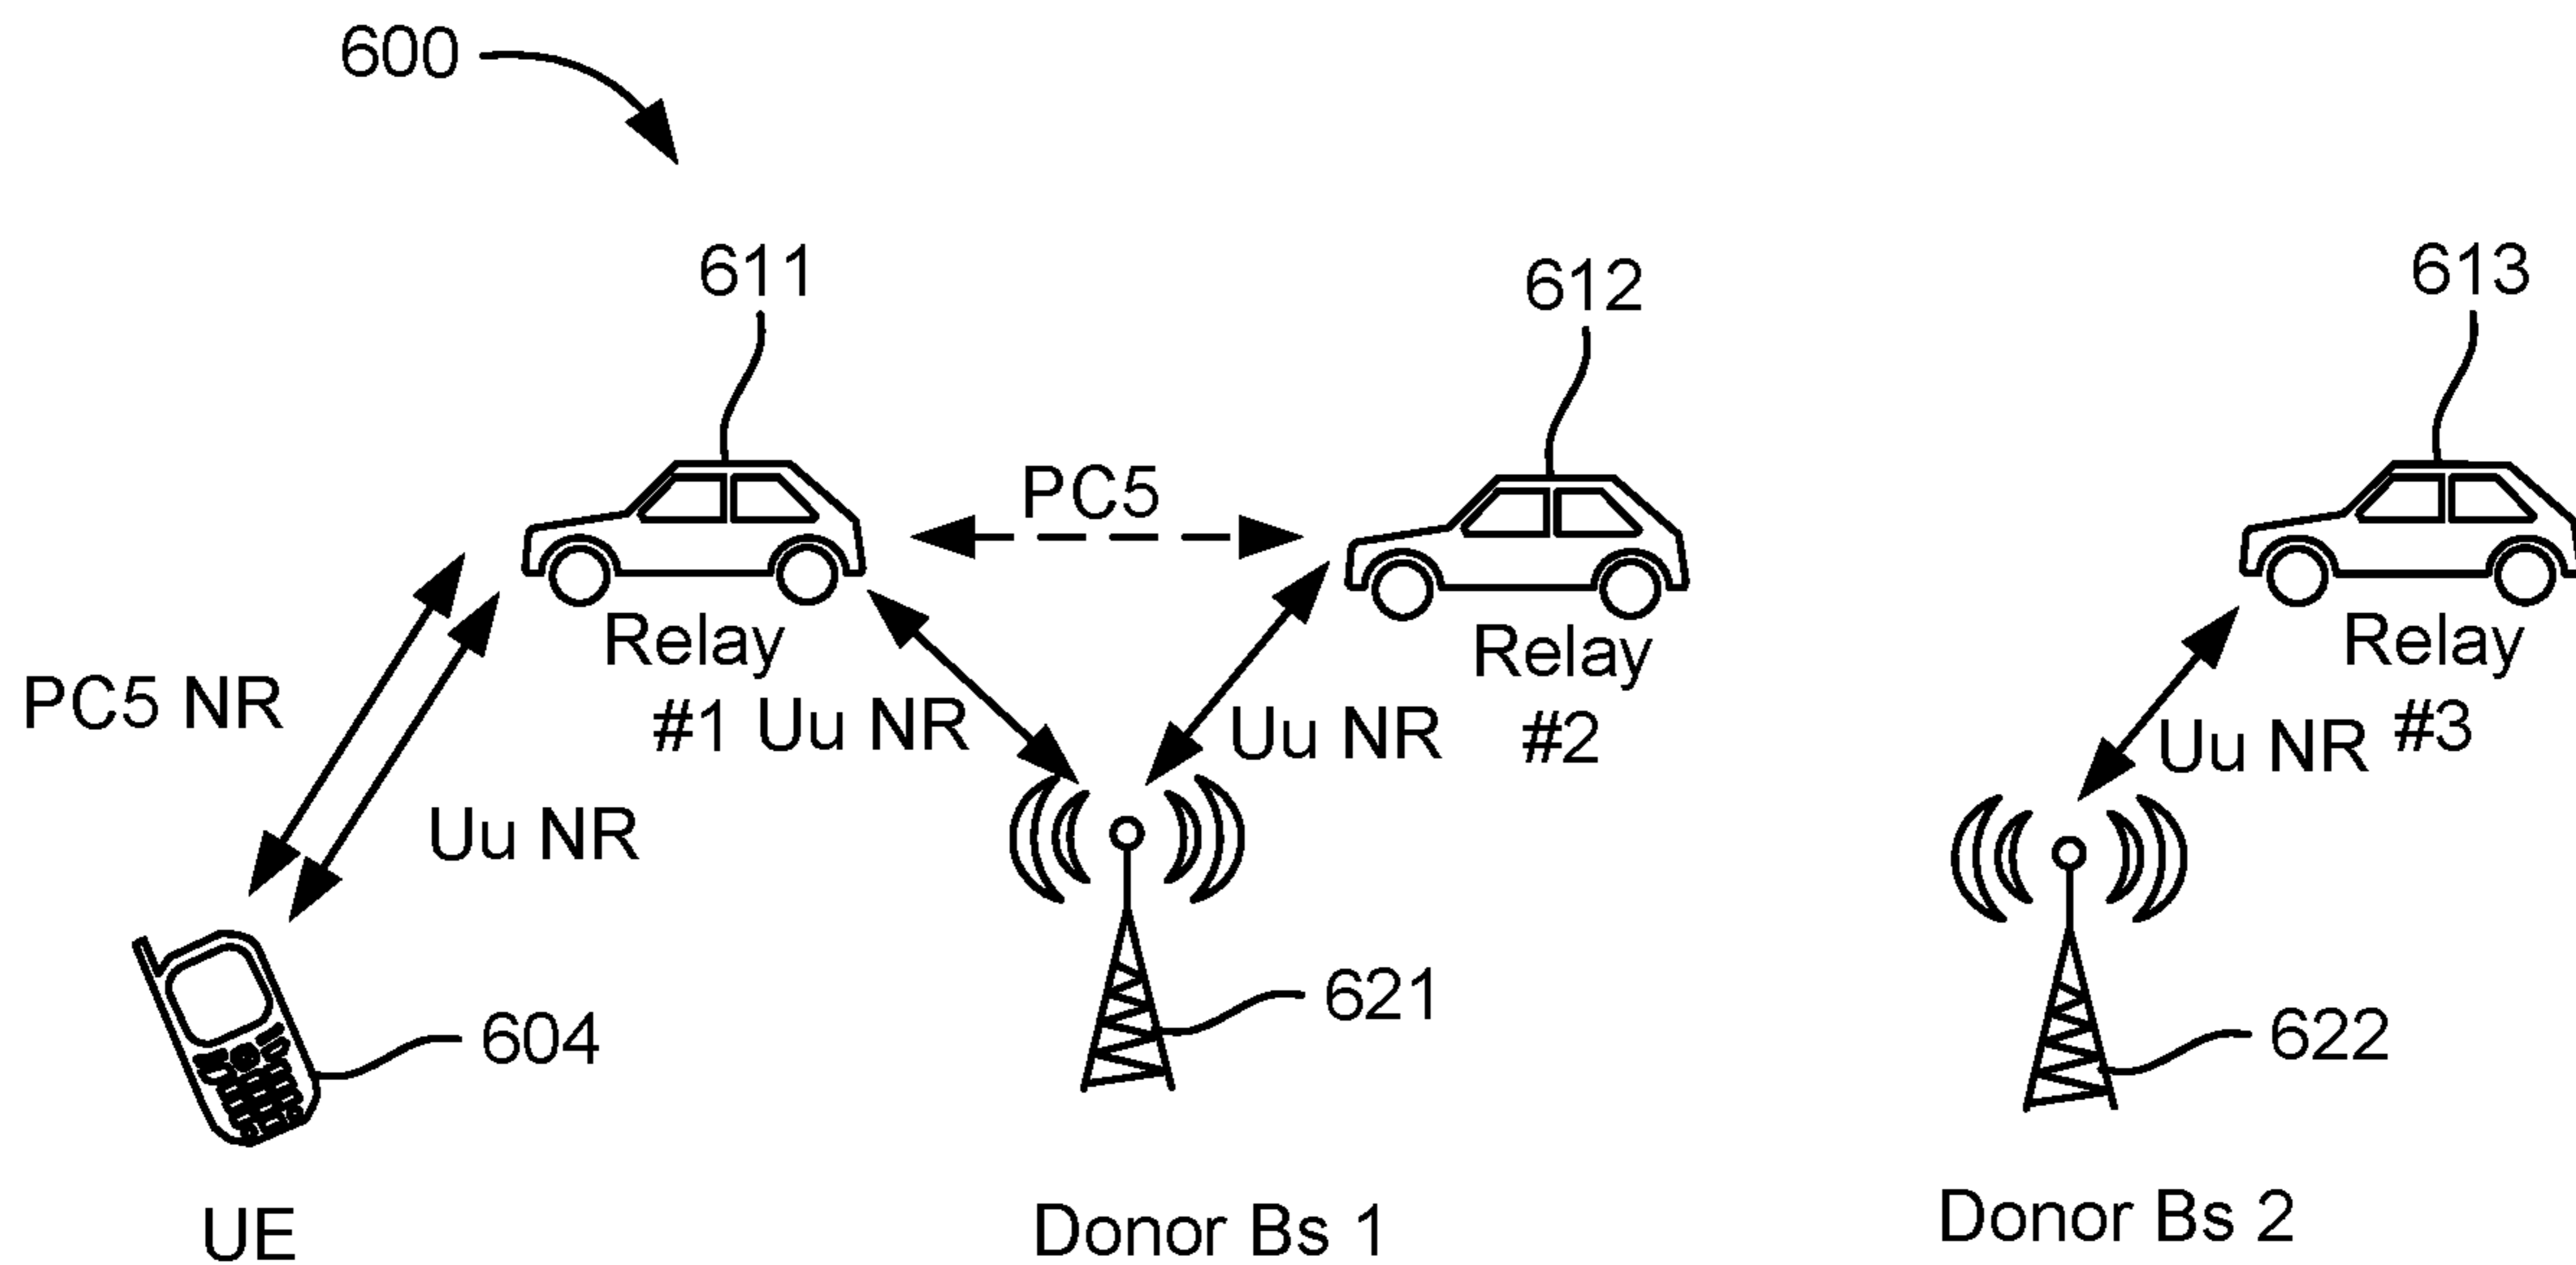 600
611
612
613
PC5
Relay
#1
Relay
#2
Relay
#3
PC5 NR
Uu NR
Uu NR
Uu NR
Uu NR
604
621
622
UE
Donor Bs 1
Donor Bs 2